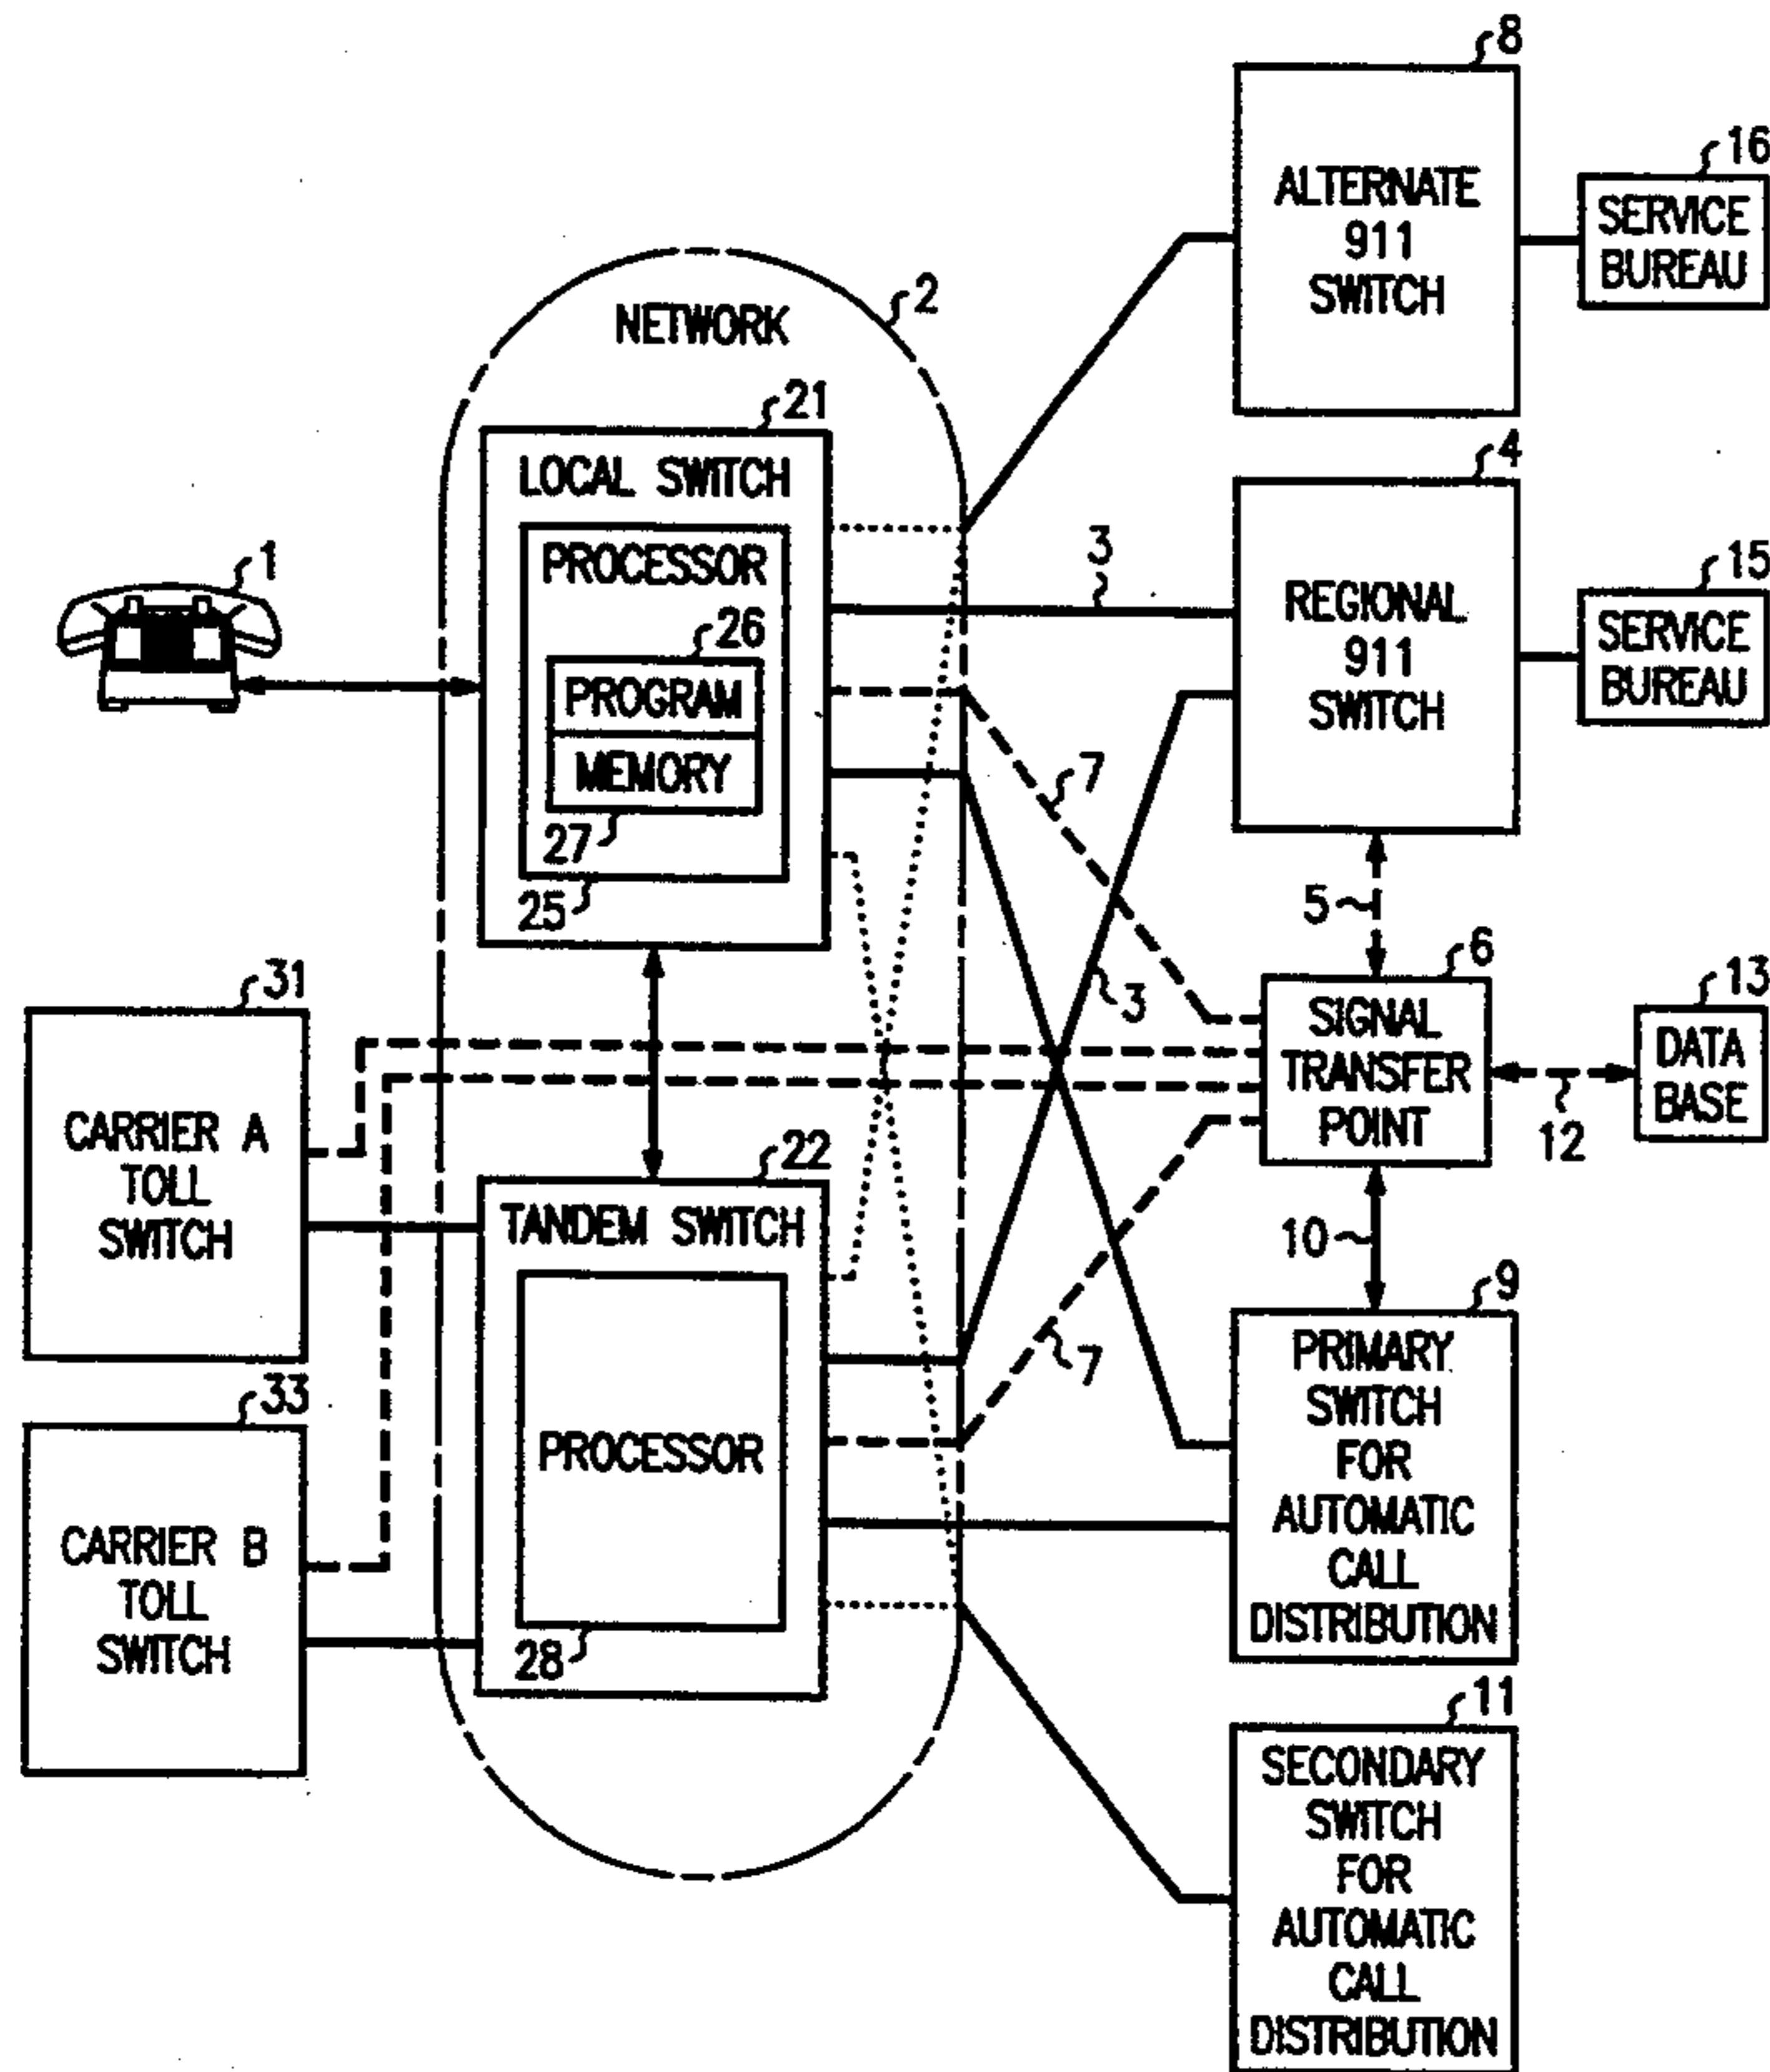 8
ALTERNATE
911
SWITCH
16
SERVICE
BUREAU
2
NETWORK
21
LOCAL SWITCH
PROCESSOR
26
PROGRAM
MEMORY
27
25
1
3
4
REGIONAL
911
SWITCH
15
SERVICE
BUREAU
7
5
6
SIGNAL
TRANSFER
POINT
3
13
DATA
BASE
12
31
CARRIER A
TOLL
SWITCH
22
TANDEM SWITCH
PROCESSOR
28
7
10
9
PRIMARY
SWITCH
FOR
AUTOMATIC
CALL
DISTRIBUTION
33
CARRIER B
TOLL
SWITCH
11
SECONDARY
SWITCH
FOR
AUTOMATIC
CALL
DISTRIBUTION